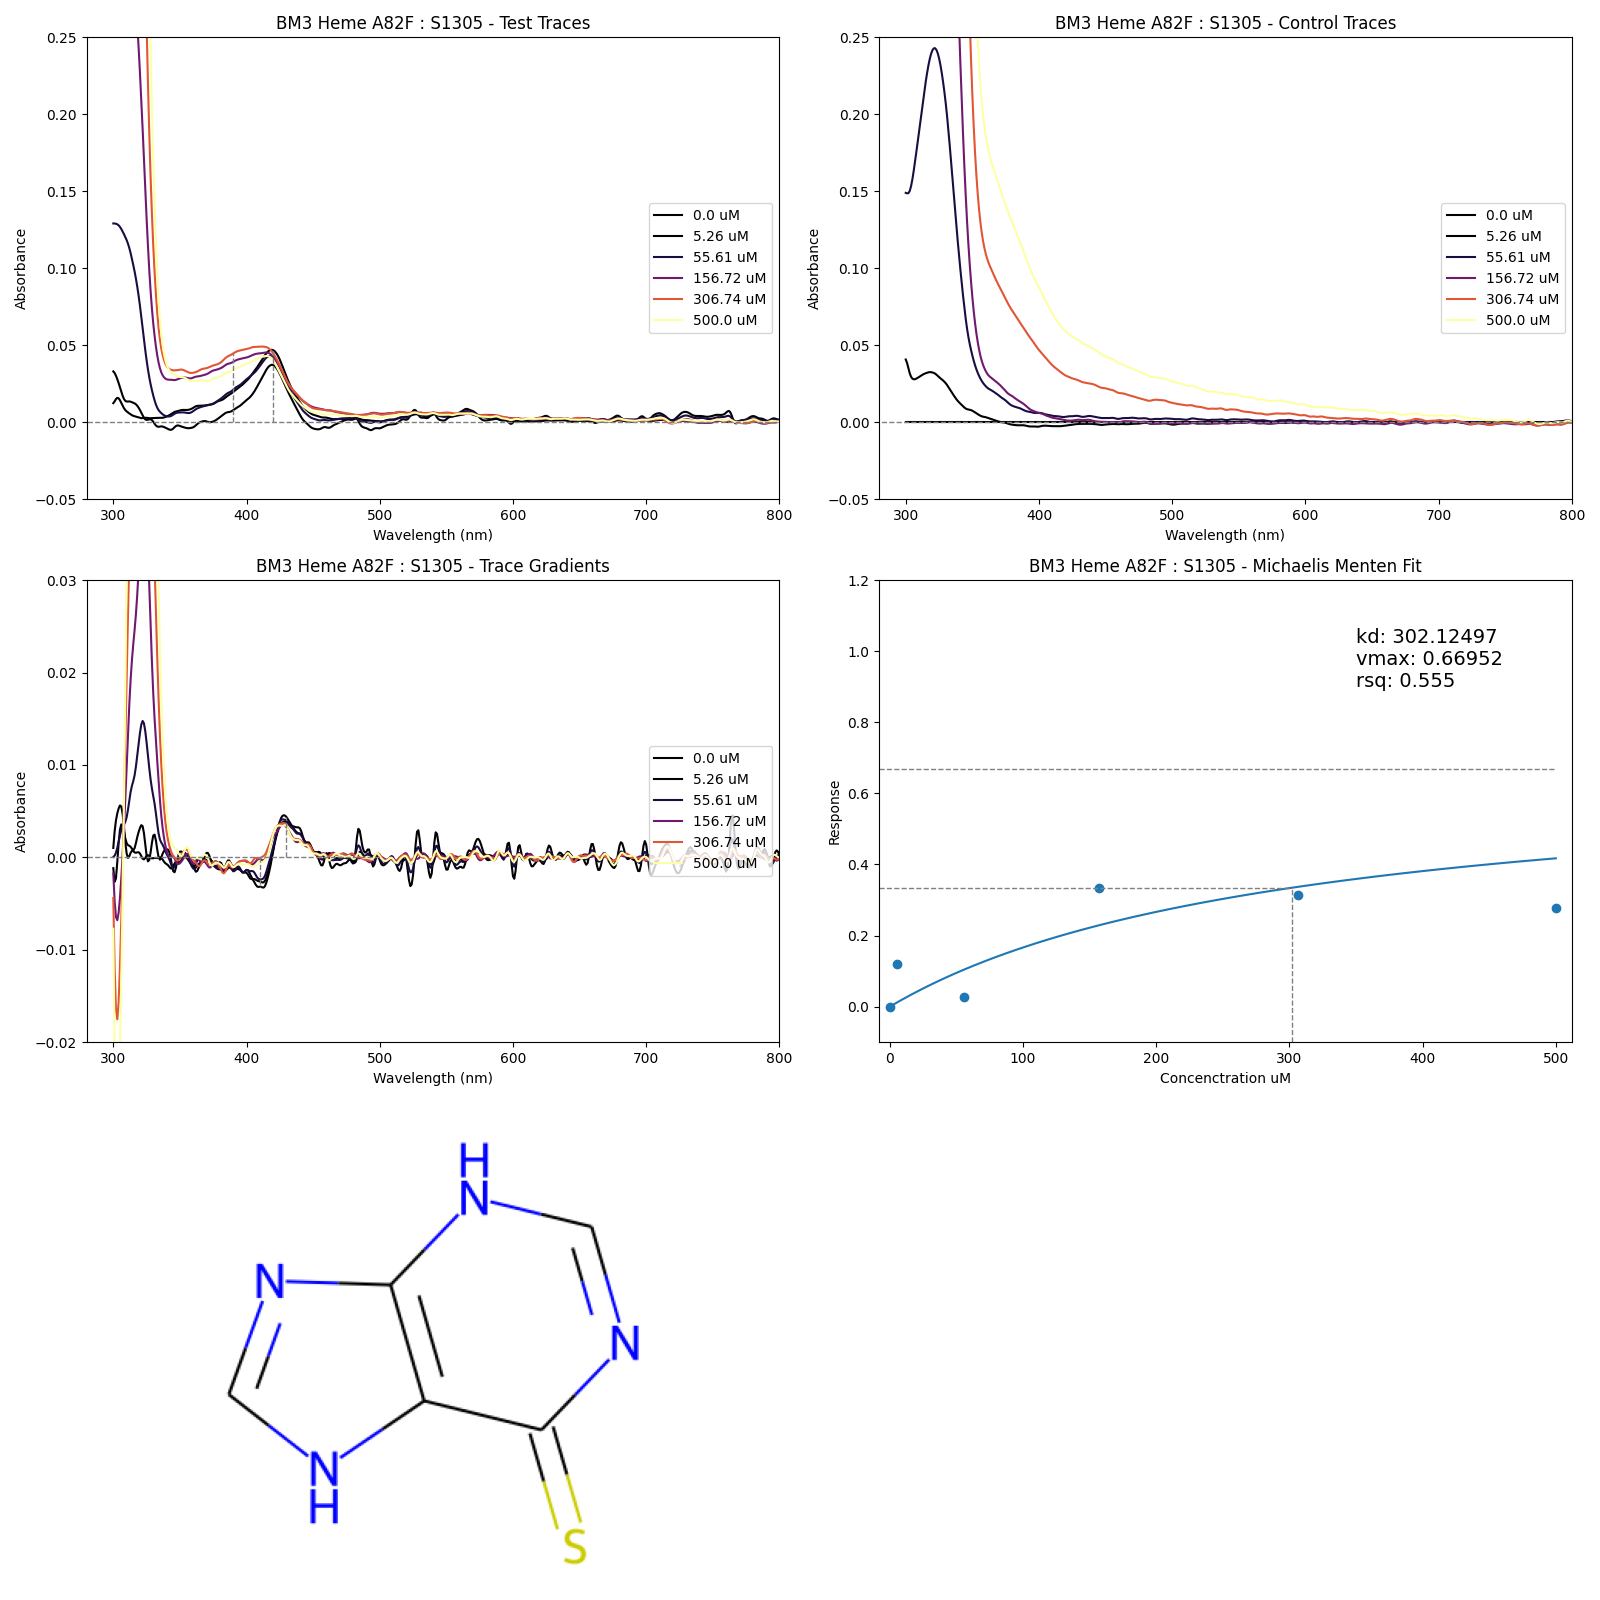 BM3 Heme A82F : S1305 - Test Traces
0.25
0.20
0.15
0.10
0.05
0.00
−0.05
Absorbance
300 400 500 600 700 800
Wavelength (nm)
0.0 uM
5.26 uM
55.61 uM
156.72 uM
306.74 uM
500.0 uM
BM3 Heme A82F : S1305 - Control Traces
0.25
0.20
0.15
0.10
0.05
0.00
−0.05
Absorbance
300 400 500 600 700 800
Wavelength (nm)
0.0 uM
5.26 uM
55.61 uM
156.72 uM
306.74 uM
500.0 uM
BM3 Heme A82F : S1305 - Trace Gradients
0.03
0.02
0.01
0.00
−0.01
−0.02
Absorbance
300 400 500 600 700 800
Wavelength (nm)
0.0 uM
5.26 uM
55.61 uM
156.72 uM
306.74 uM
500.0 uM
BM3 Heme A82F : S1305 - Michaelis Menten Fit
1.2
1.0
0.8
0.6
0.4
0.2
0.0
Response
0 100 200 300 400 500
Concenctration uM
kd: 302.12497
vmax: 0.66952
rsq: 0.555
H
N
N
N
N
H
S